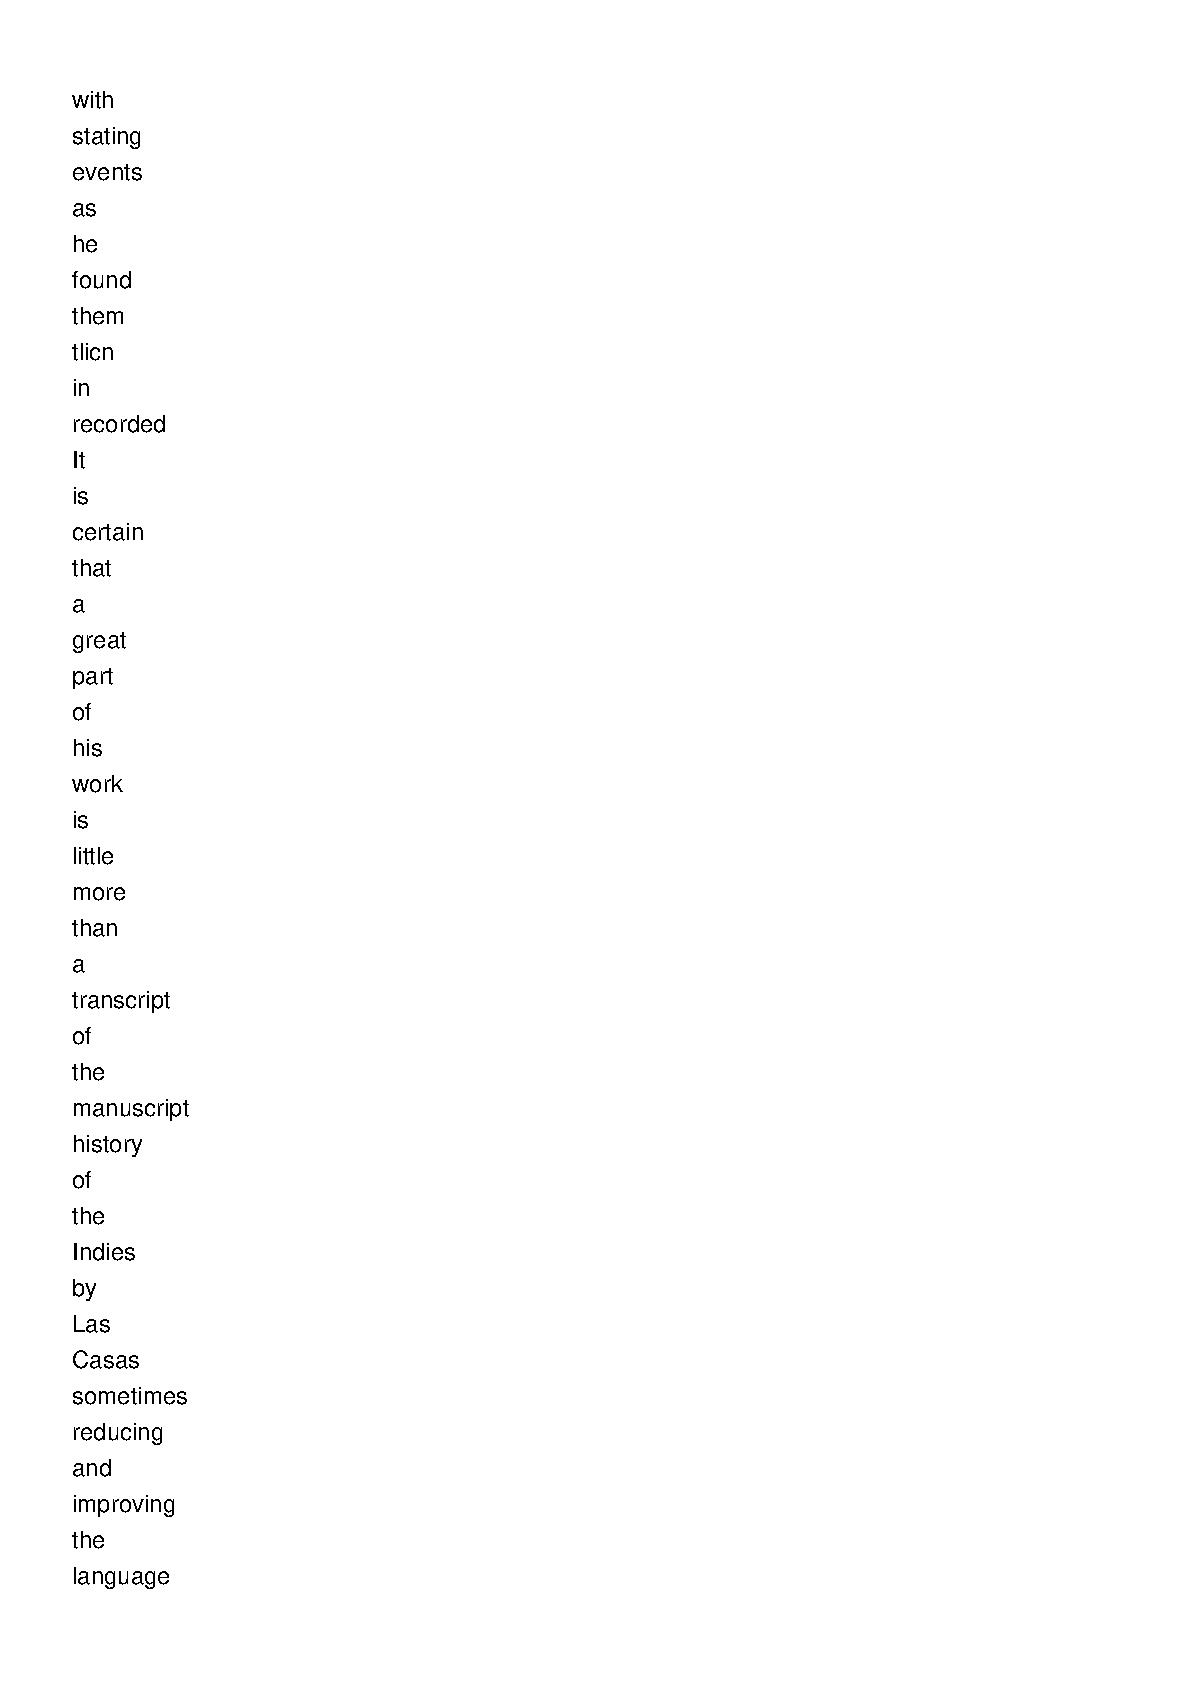 with
stating
events
as
he
found
them
tlicn
in
recorded
It
is
certain
that
a
great
part
of
his
work
is
little
more
than
a
transcript
of
the
manuscript
history
of
the
Indies
by
Las
Casas
sometimes
reducing
and
improving
the
language